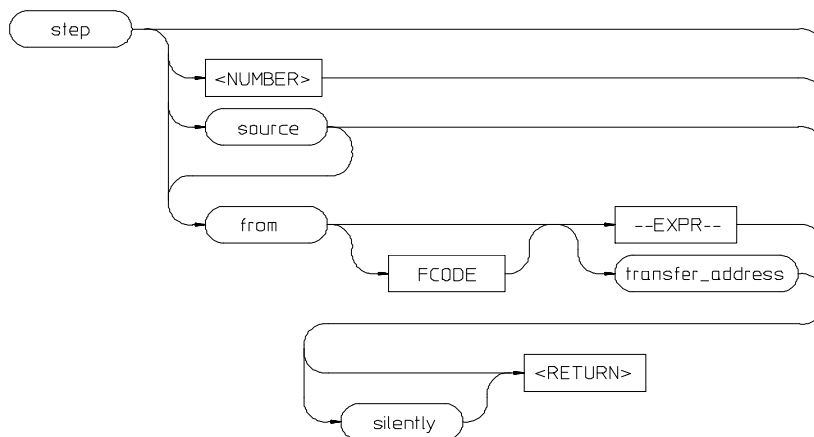 step
<NUMBER>
source
from
--EXPR--
FCODE
transfer_address
<RETURN>
silently